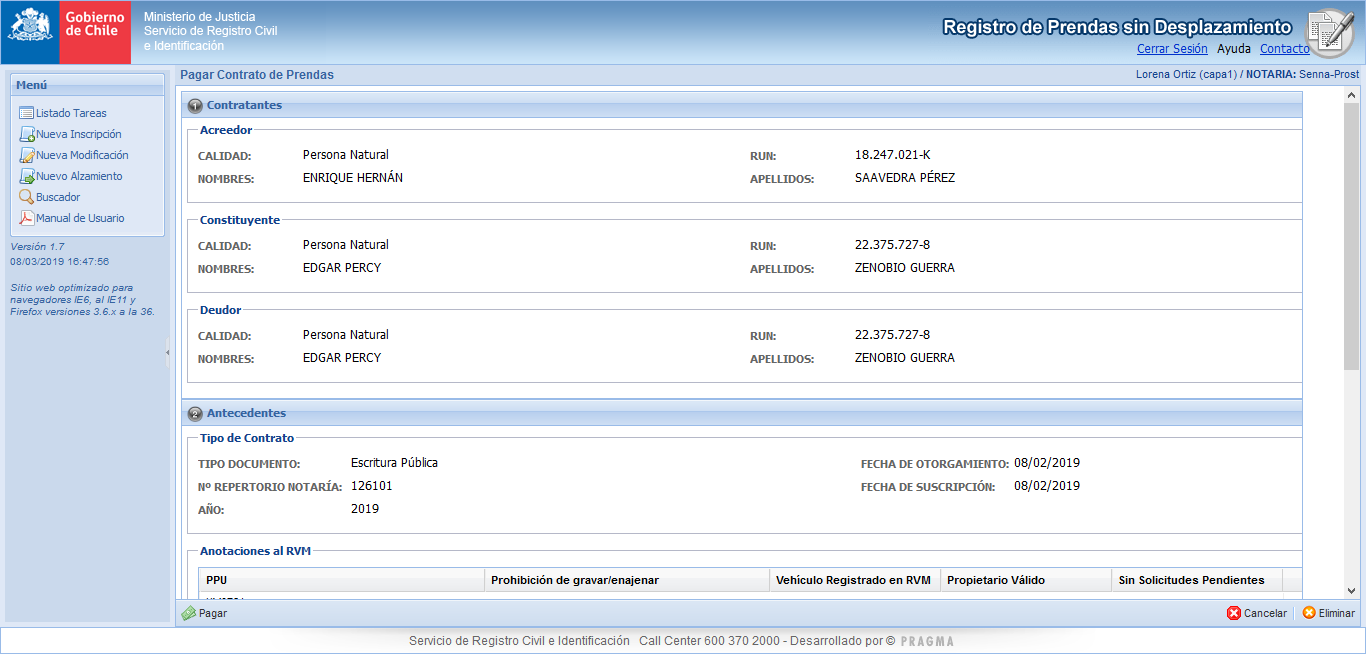 Gobierno
de Chile
Ministerio de Justicia
Servicio de Registro Civil
e Identificación
Registro de Prendas sin Desplazamiento
Cerrar Sesión Ayuda Contacto
Menú
Listado Tareas
Nueva Inscripción
Nueva Modificación
Nuevo Alzamiento
Buscador
Manual de Usuario
Versión 1.7
08/03/2019 16:47:56
Sitio web optimizado para
navegadores IE6, al IE11 y
Firefox versiones 3.6.x a la 36.
Pagar Contrato de Prendas
Lorena Ortiz (capa1) / NOTARIA: Senna-Prost
1 Contratantes
Acreedor
CALIDAD: Persona Natural RUN: 18.247.021-K
NOMBRES: ENRIQUE HERNÁN APELLIDOS: SAAVEDRA PÉREZ
Constituyente
CALIDAD: Persona Natural RUN: 22.375.727-8
NOMBRES: EDGAR PERCY APELLIDOS: ZENOBIO GUERRA
Deudor
CALIDAD: Persona Natural RUN: 22.375.727-8
NOMBRES: EDGAR PERCY APELLIDOS: ZENOBIO GUERRA
2 Antecedentes
Tipo de Contrato
TIPO DOCUMENTO: Escritura Pública FECHA DE OTORGAMIENTO: 08/02/2019
Nº REPERTORIO NOTARÍA: 126101 FECHA DE SUSCRIPCIÓN: 08/02/2019
AÑO: 2019
Anotaciones al RVM
PPU Prohibición de gravar/enajenar Vehículo Registrado en RVM Propietario Válido Sin Solicitudes Pendientes
Pagar Cancelar Eliminar
Servicio de Registro Civil e Identificación Call Center 600 370 2000 - Desarrollado por © PRAGMA